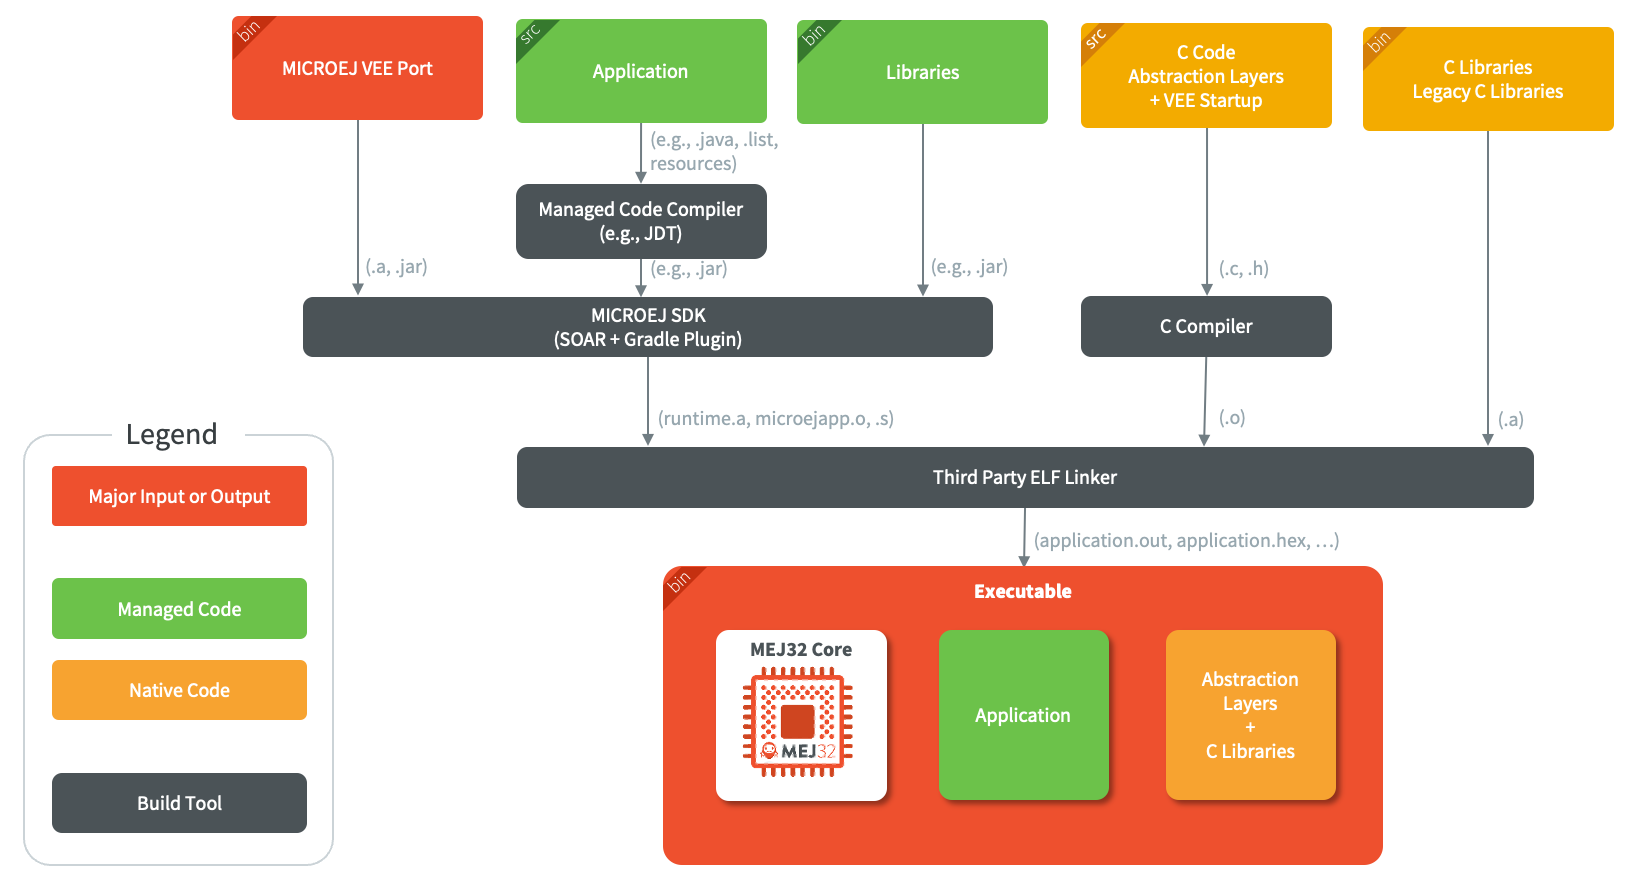 bin
MICROEJ VEE Port
src
Application
bin
Libraries
src
C Code
Abstraction Layers
+ VEE Startup
bin
C Libraries
Legacy C Libraries
(e.g., .java, .list,
resources)
Managed Code Compiler
(e.g., JDT)
(.a, .jar)
(e.g., .jar)
(e.g., .jar)
(.c, .h)
MICROEJ SDK
(SOAR + Gradle Plugin)
C Compiler
(runtime.a, microejapp.o, .s)
(.o)
(.a)
Third Party ELF Linker
(application.out, application.hex, …)
bin
Executable
MEJ32 Core
MEJ32
Application
Abstraction
Layers
+
C Libraries
Legend
Major Input or Output
Managed Code
Native Code
Build Tool